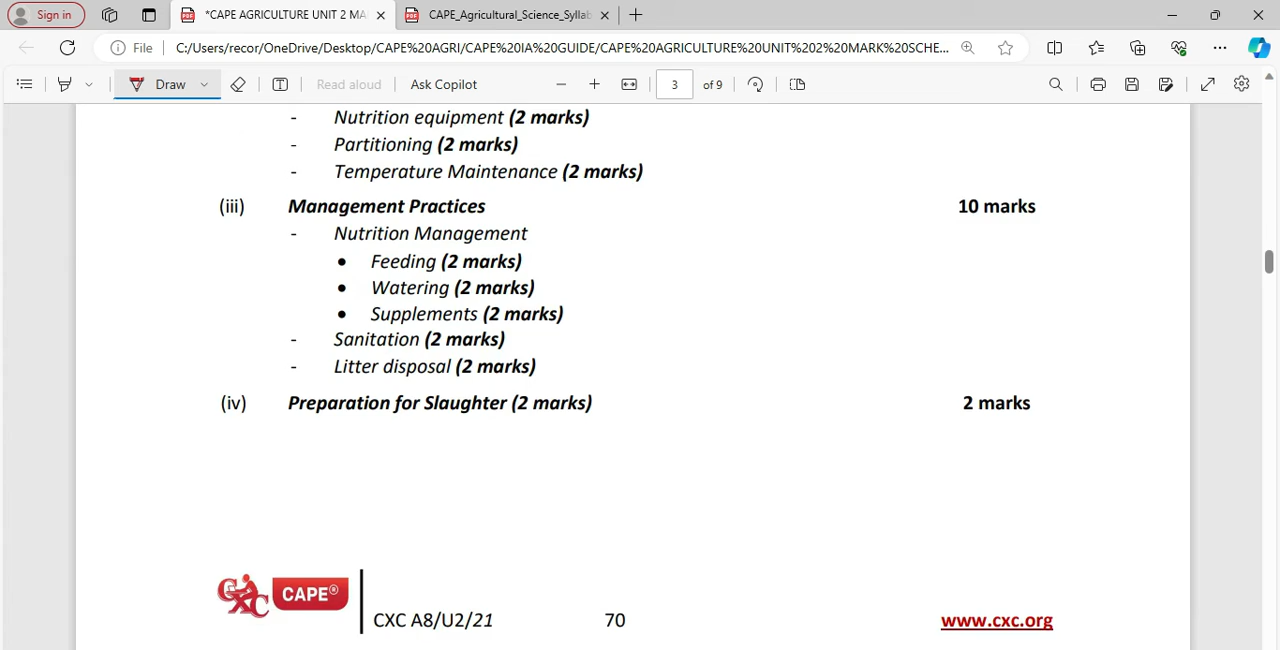 Sign in
*CAPE AGRICULTURE UNIT 2 MA
CAPE_Agricultural_Science_Syllab
File
C:/Users/recor/OneDrive/Desktop/CAPE%20AGRI/CAPE%20IA%20GUIDE/CAPE%20AGRICULTURE%20UNIT%202%20MARK%20SCHE...
Draw
Read aloud
Ask Copilot
3 of 9
- Nutrition equipment (2 marks)
- Partitioning (2 marks)
- Temperature Maintenance (2 marks)
(iii) Management Practices 10 marks
- Nutrition Management
• Feeding (2 marks)
• Watering (2 marks)
• Supplements (2 marks)
- Sanitation (2 marks)
- Litter disposal (2 marks)
(iv) Preparation for Slaughter (2 marks) 2 marks
CXC CAPE®
CXC A8/U2/21 70 www.cxc.org